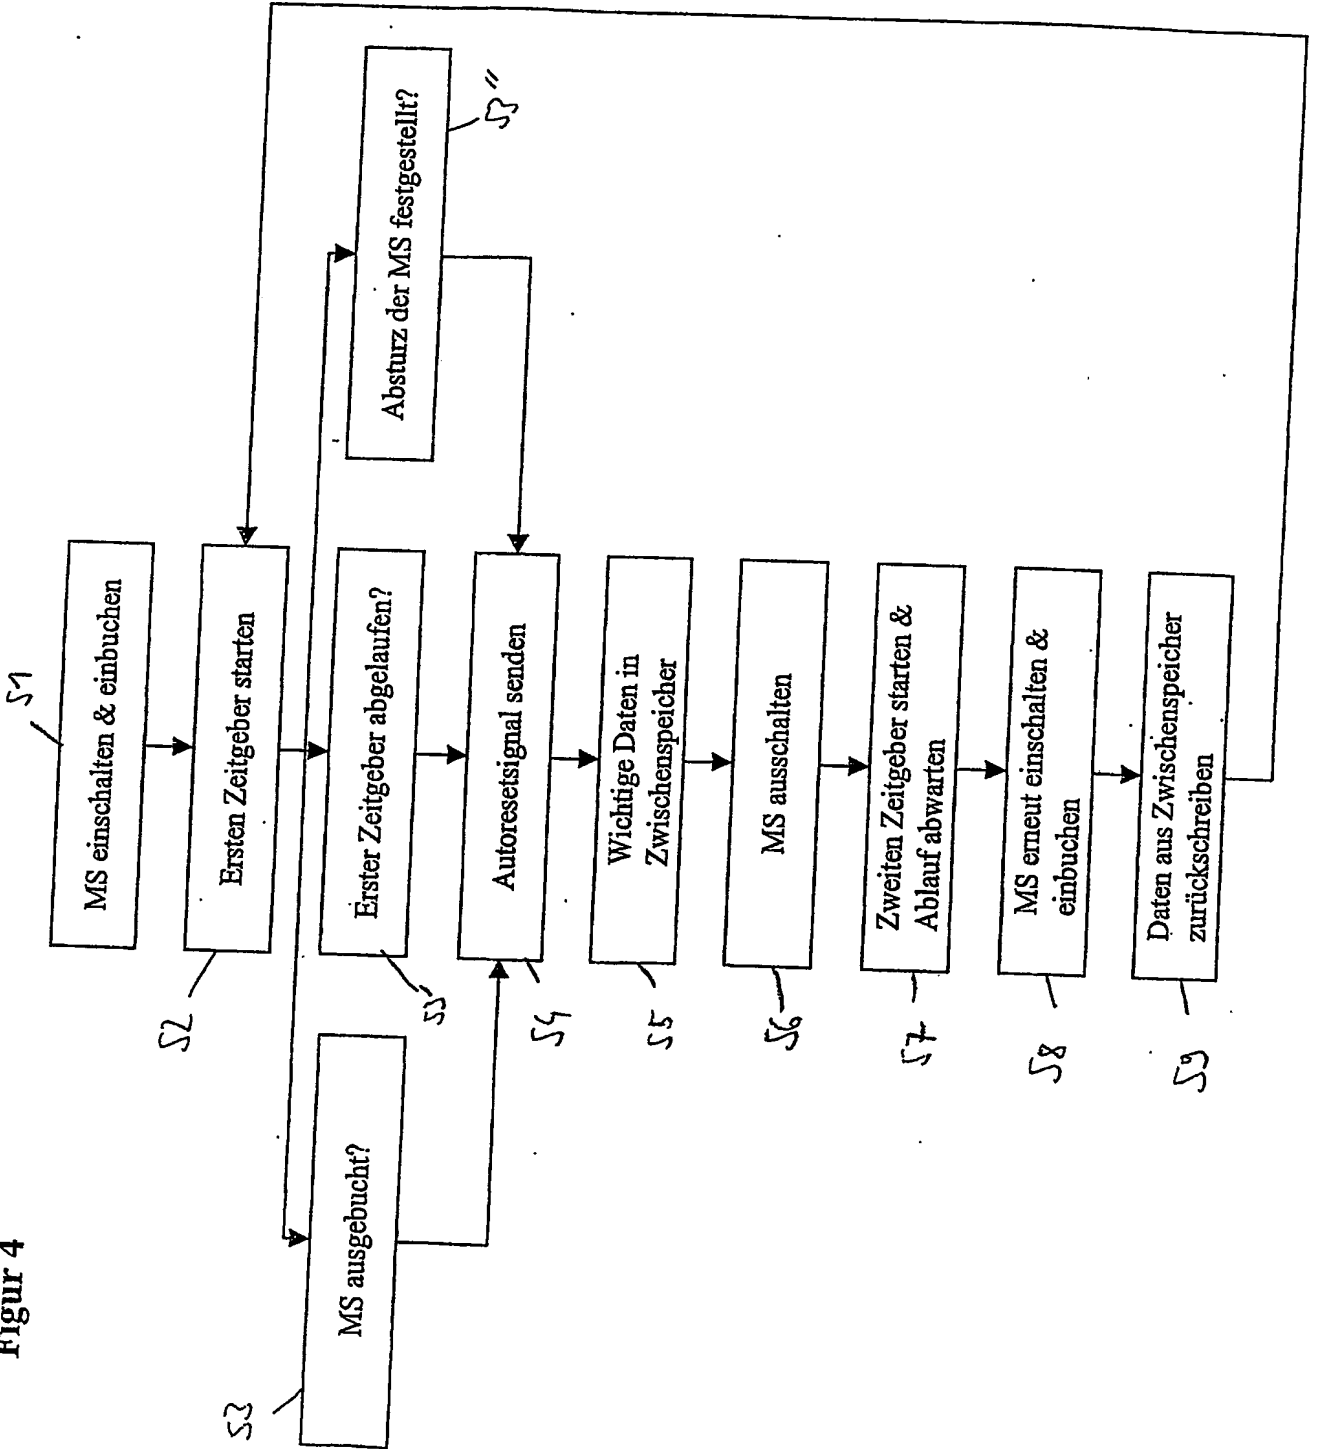 Figur 4
S1
MS einschalten & einbuchen
S2
Ersten Zeitgeber starten
S3
MS ausgebucht?
S3'
Erster Zeitgeber abgelaufen?
S3''
Absturz der MS festgestellt?
S4
Autoresetsignal senden
S5
Wichtige Daten in
Zwischenspeicher
S6
MS ausschalten
S7
Zweiten Zeitgeber starten &
Ablauf abwarten
S8
MS erneut einschalten &
einbuchen
S9
Daten aus Zwischenspeicher
zurückschreiben